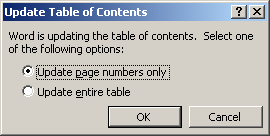 Update Table of Contents
Word is updating the table of contents. Select one
of the following options:
Update page numbers only
Update entire table
OK Cancel